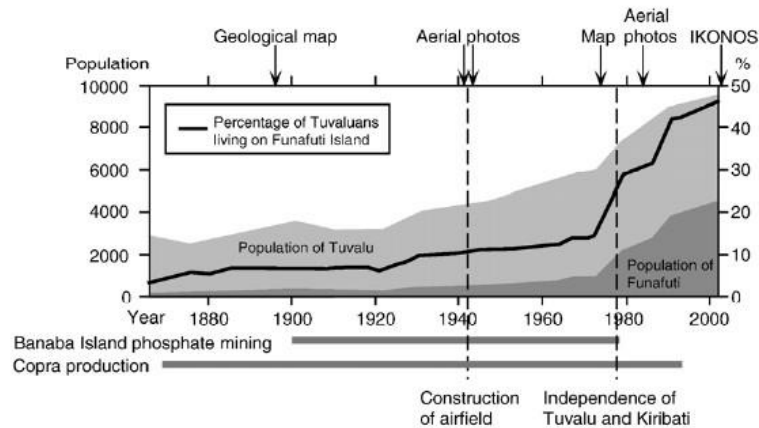 Geological map
Aerial photos
Map
Aerial
photos
IKONOS
Population
%
10000
8000
6000
4000
2000
0
50
40
30
20
10
0
Percentage of Tuvaluans
living on Funafuti Island
Population of Tuvalu
Population of
Funafuti
Year 1880 1900 1920 1940 1960 1980 2000
Banaba Island phosphate mining
Copra production
Construction
of airfield
Independence of
Tuvalu and Kiribati